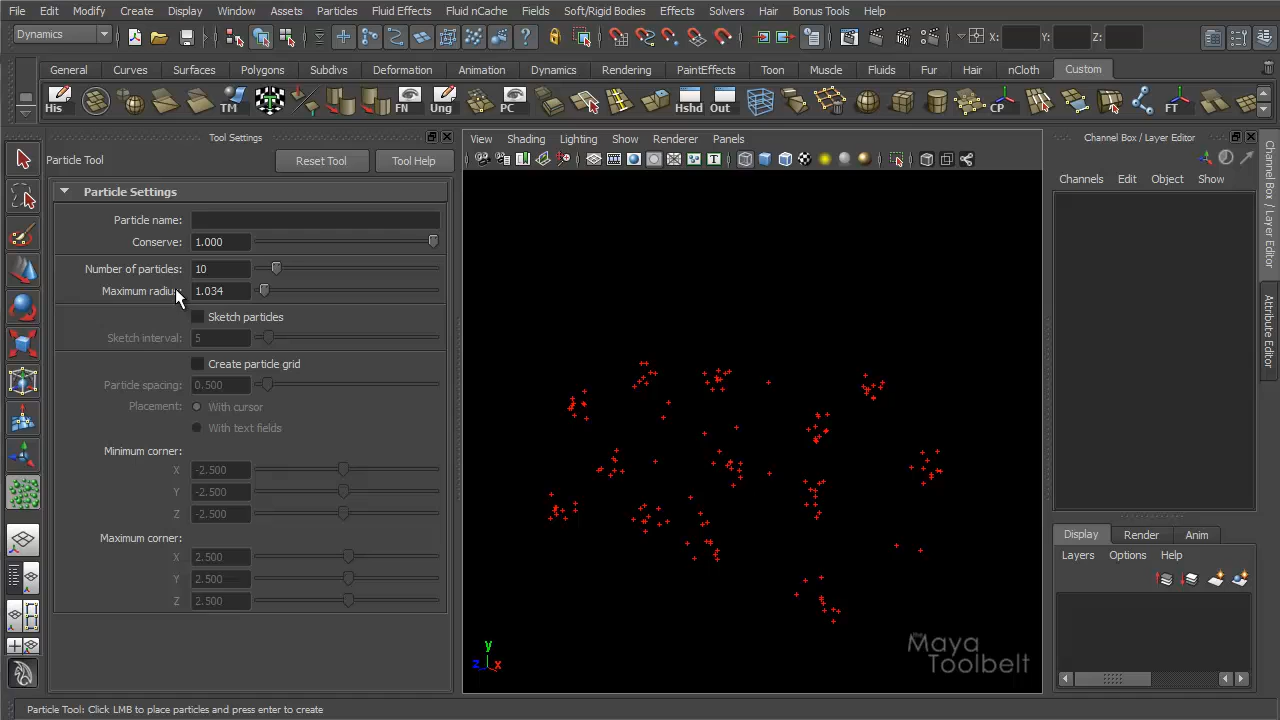 File Edit Modify Create Display Window Assets Particles Fluid Effects Fluid nCache Fields Soft/Rigid Bodies Effects Solvers Hair Bonus Tools Help
Dynamics X: Y: Z:
General Curves Surfaces Polygons Subdivs Deformation Animation Dynamics Rendering PaintEffects Toon Muscle Fluids Fur Hair nCloth Custom
His TM FN Ung PC Hshd Out CP FT
Tool Settings
Particle Tool Reset Tool Tool Help
Particle Settings
Particle name:
Conserve: 1.000
Number of particles: 10
Maximum radius: 1.034
Sketch particles
Sketch interval: 5
Create particle grid
Particle spacing: 0.500
Placement: With cursor
With text fields
Minimum corner:
X -2.500
Y -2.500
Z -2.500
Maximum corner:
X 2.500
Y 2.500
Z 2.500
View Shading Lighting Show Renderer Panels
y
z x
the Maya Toolbelt
Channel Box / Layer Editor
Channels Edit Object Show
Display Render Anim
Layers Options Help
Channel Box / Layer Editor
Attribute Editor
Particle Tool: Click LMB to place particles and press enter to create